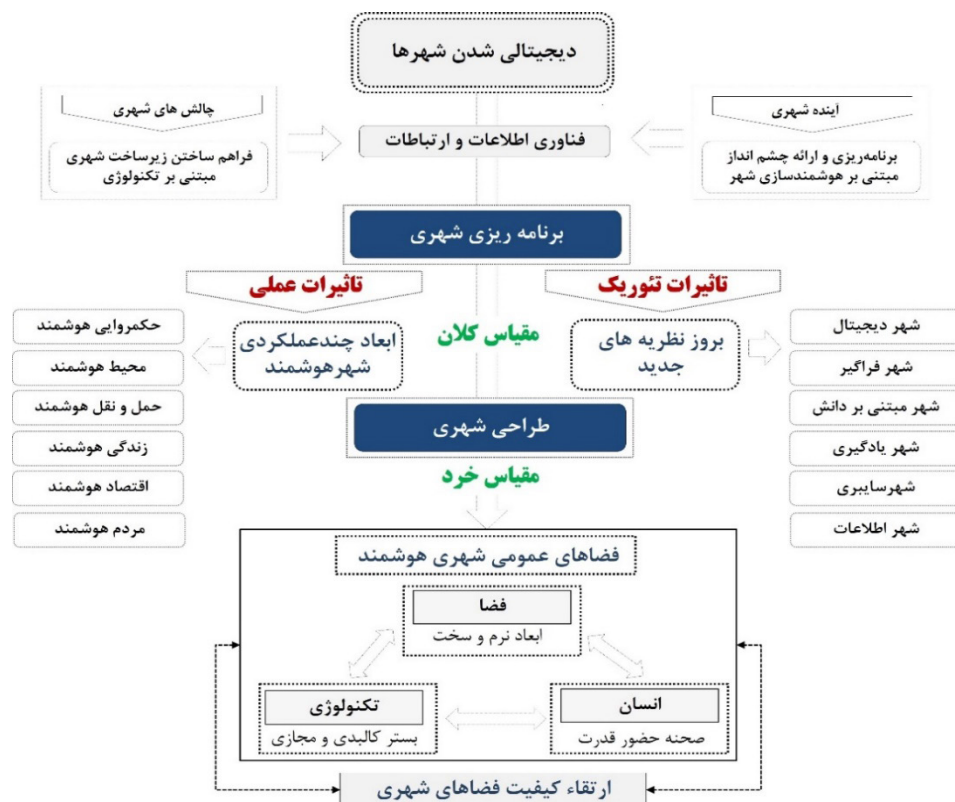 دیجیتالی شدن شهرها
آینده شهری
چالش های شهری
فناوری اطلاعات و ارتباطات
برنامه‌ریزی و ارائه چشم انداز
مبتنی بر هوشمندسازی شهر
فراهم ساختن زیرساخت شهری
مبتنی بر تکنولوژی
برنامه ریزی شهری
تاثیرات تئوریک
تاثیرات عملی
مقیاس کلان
بروز نظریه های
جدید
ابعاد چندعملکردی
شهرهوشمند
شهر دیجیتال
شهر فراگیر
شهر مبتنی بر دانش
شهر یادگیری
شهرسایبری
شهر اطلاعات
حکمروایی هوشمند
محیط هوشمند
حمل و نقل هوشمند
زندگی هوشمند
اقتصاد هوشمند
مردم هوشمند
طراحی شهری
مقیاس خرد
فضاهای عمومی شهری هوشمند
فضا
ابعاد نرم و سخت
انسان
صحنه حضور قدرت
تکنولوژی
بستر کالبدی و مجازی
ارتقاء کیفیت فضاهای شهری